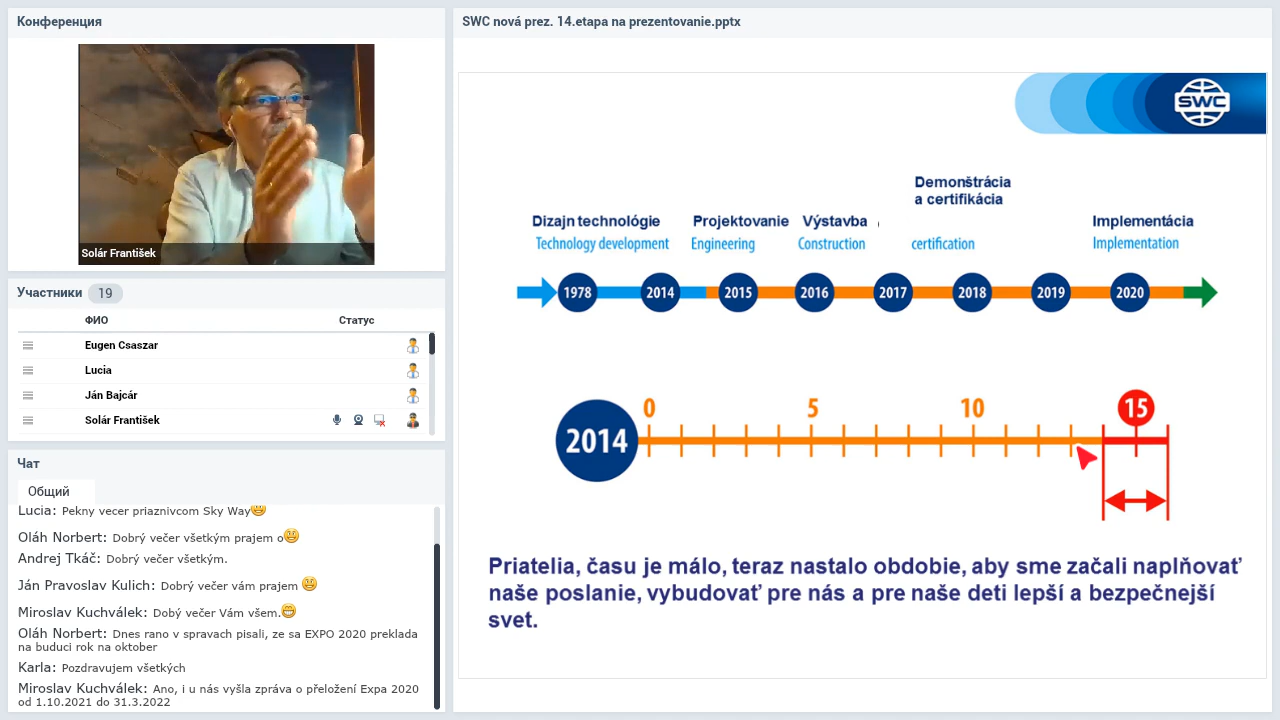 Конференция
Solár František
Участники 19
ФИО Статус
Eugen Csaszar
Lucia
Ján Bajcár
Solár František
Чат
Общий
Lucia: Pekny vecer priaznivcom Sky Way
Oláh Norbert: Dobrý večer všetkým prajem o
Andrej Tkáč: Dobrý večer všetkým.
Ján Pravoslav Kulich: Dobrý večer vám prajem
Miroslav Kuchválek: Dobý večer Vám všem.
Oláh Norbert: Dnes rano v spravach pisali, ze sa EXPO 2020 preklada
na buduci rok na oktober
Karla: Pozdravujem všetkých
Miroslav Kuchválek: Ano, i u nás vyšla zpráva o přeložení Expa 2020
od 1.10.2021 do 31.3.2022
SWC nová prez. 14.etapa na prezentovanie.pptx
SWC
Demonštrácia
a certifikácia
Dizajn technológie Projektovanie Výstavba Implementácia
Technology development Engineering Construction certification Implementation
1978 2014 2015 2016 2017 2018 2019 2020
0 5 10 15
2014
Priatelia, času je málo, teraz nastalo obdobie, aby sme začali naplňovať
naše poslanie, vybudovať pre nás a pre naše deti lepší a bezpečnejší
svet.